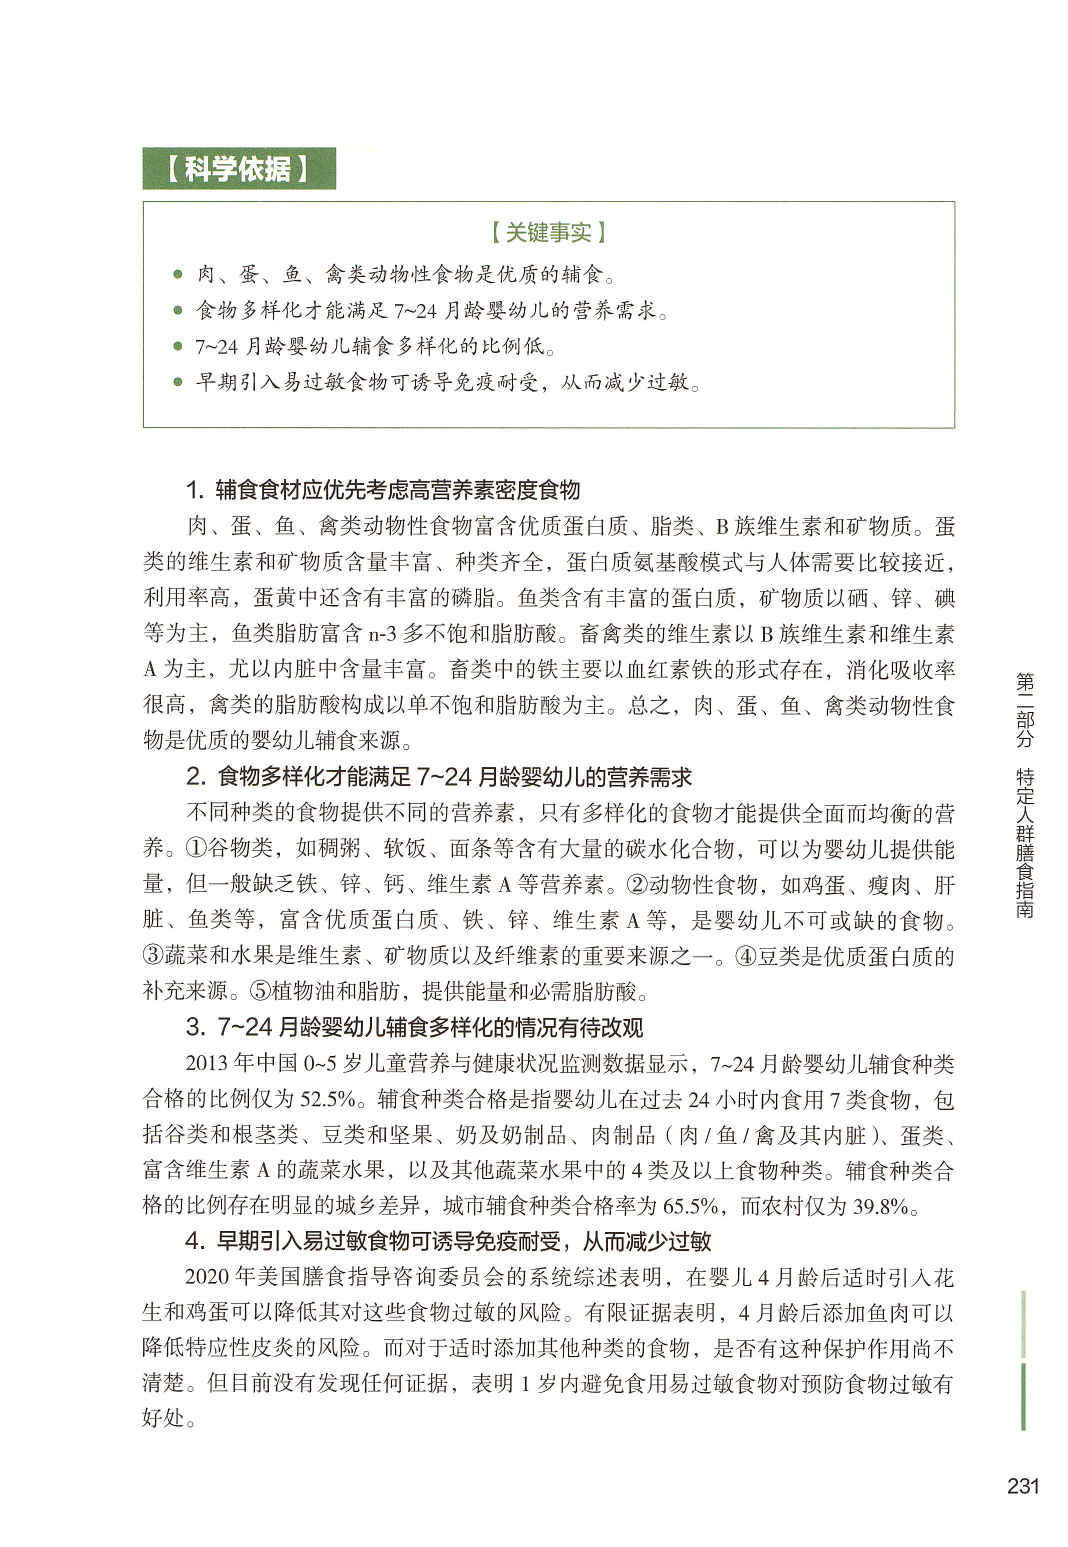 【科学依据】
【关键事实】
● 肉、蛋、鱼、禽类动物性食物是优质的辅食。
● 食物多样化才能满足 7~24 月龄婴幼儿的营养需求。
● 7~24 月龄婴幼儿辅食多样化的比例低。
● 早期引入易过敏食物可诱导免疫耐受，从而减少过敏。
1. 辅食食材应优先考虑高营养素密度食物
肉、蛋、鱼、禽类动物性食物富含优质蛋白质、脂类、B 族维生素和矿物质。蛋
类的维生素和矿物质含量丰富、种类齐全，蛋白质氨基酸模式与人体需要比较接近，
利用率高，蛋黄中还含有丰富的磷脂。鱼类含有丰富的蛋白质，矿物质以硒、锌、碘
等为主，鱼类脂肪富含 n-3 多不饱和脂肪酸。畜禽类的维生素以 B 族维生素和维生素
A 为主，尤以内脏中含量丰富。畜类中的铁主要以血红素铁的形式存在，消化吸收率
很高，禽类的脂肪酸构成以单不饱和脂肪酸为主。总之，肉、蛋、鱼、禽类动物性食
物是优质的婴幼儿辅食来源。
2. 食物多样化才能满足 7~24 月龄婴幼儿的营养需求
不同种类的食物提供不同的营养素，只有多样化的食物才能提供全面而均衡的营
养。①谷物类，如稠粥、软饭、面条等含有大量的碳水化合物，可以为婴幼儿提供能
量，但一般缺乏铁、锌、钙、维生素 A 等营养素。②动物性食物，如鸡蛋、瘦肉、肝
脏、鱼类等，富含优质蛋白质、铁、锌、维生素 A 等，是婴幼儿不可或缺的食物。
③蔬菜和水果是维生素、矿物质以及纤维素的重要来源之一。④豆类是优质蛋白质的
补充来源。⑤植物油和脂肪，提供能量和必需脂肪酸。
3. 7~24 月龄婴幼儿辅食多样化的情况有待改观
2013 年中国 0~5 岁儿童营养与健康状况监测数据显示，7~24 月龄婴幼儿辅食种类
合格的比例仅为 52.5%。辅食种类合格是指婴幼儿在过去 24 小时内食用 7 类食物，包
括谷类和根茎类、豆类和坚果、奶及奶制品、肉制品（肉 / 鱼 / 禽及其内脏）、蛋类、
富含维生素 A 的蔬菜水果，以及其他蔬菜水果中的 4 类及以上食物种类。辅食种类合
格的比例存在明显的城乡差异，城市辅食种类合格率为 65.5%，而农村仅为 39.8%。
4. 早期引入易过敏食物可诱导免疫耐受，从而减少过敏
2020 年美国膳食指导咨询委员会的系统综述表明，在婴儿 4 月龄后适时引入花
生和鸡蛋可以降低其对这些食物过敏的风险。有限证据表明，4 月龄后添加鱼肉可以
降低特应性皮炎的风险。而对于适时添加其他种类的食物，是否有这种保护作用尚不
清楚。但目前没有发现任何证据，表明 1 岁内避免食用易过敏食物对预防食物过敏有
好处。
第二部分 特定人群膳食指南
231